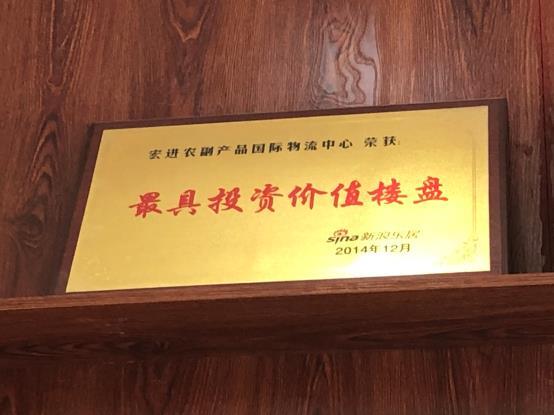 宏进农副产品国际物流中心 荣获:
最具投资价值楼盘
sina新浪乐居
2014年12月